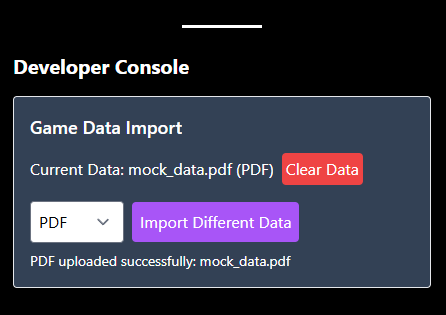 Developer Console
Game Data Import
Current Data: mock_data.pdf (PDF) Clear Data
PDF Import Different Data
PDF uploaded successfully: mock_data.pdf